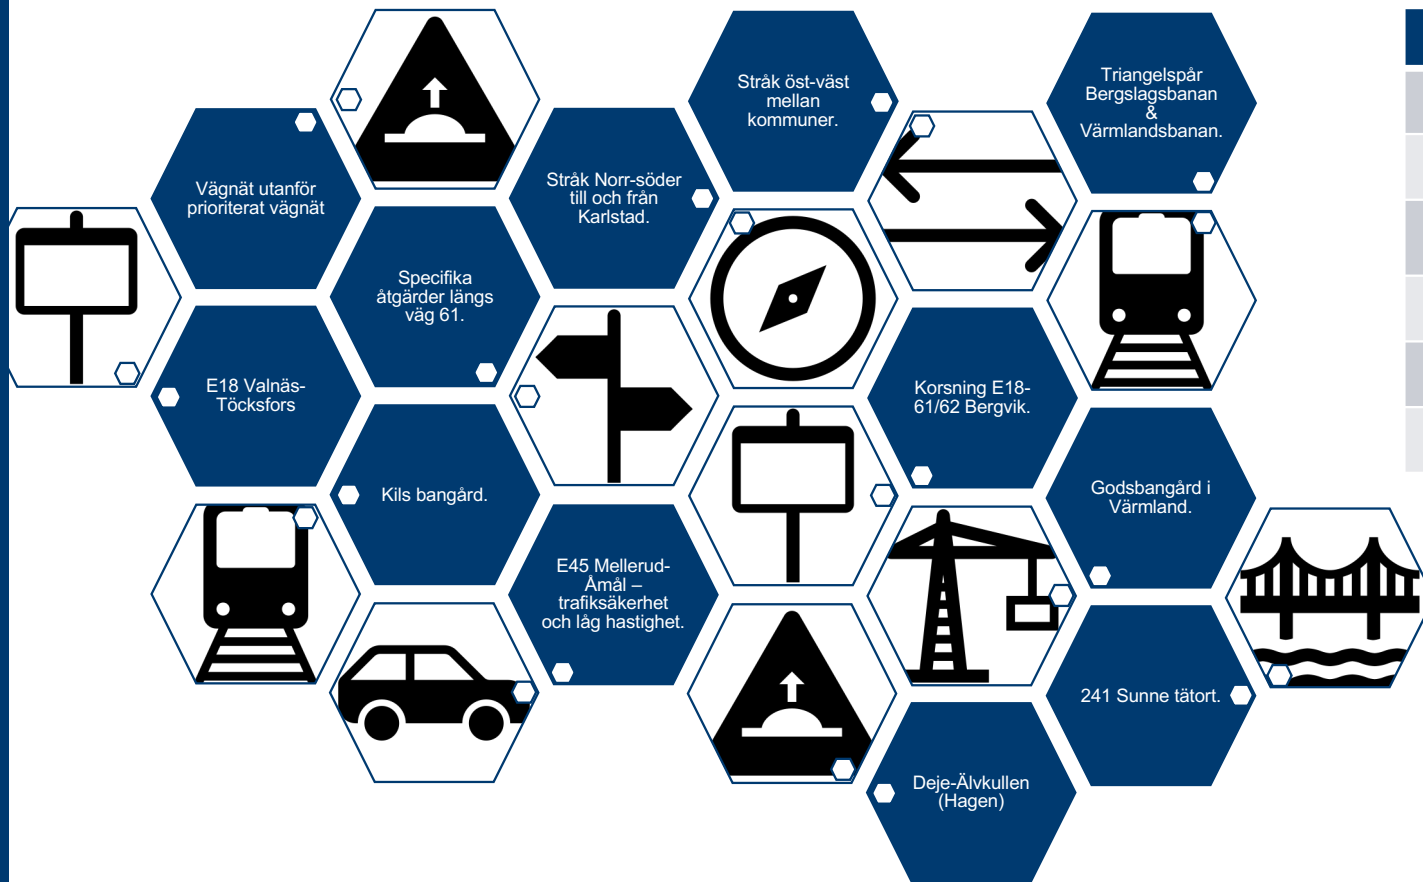 Vägnät utanför
prioriterat vägnät
Stråk Norr-söder
till och från
Karlstad.
Stråk öst-väst
mellan
kommuner.
Triangelspår
Bergslagsbanan
&
Värmlandsbanan.
Specifika
åtgärder längs
väg 61.
E18 Valnäs-
Töcksfors
Korsning E18-
61/62 Bergvik.
Kils bangård.
Godsbangård i
Värmland.
E45 Mellerud-
Åmål –
trafiksäkerhet
och låg hastighet.
241 Sunne tätort.
Deje-Älvkullen
(Hagen)